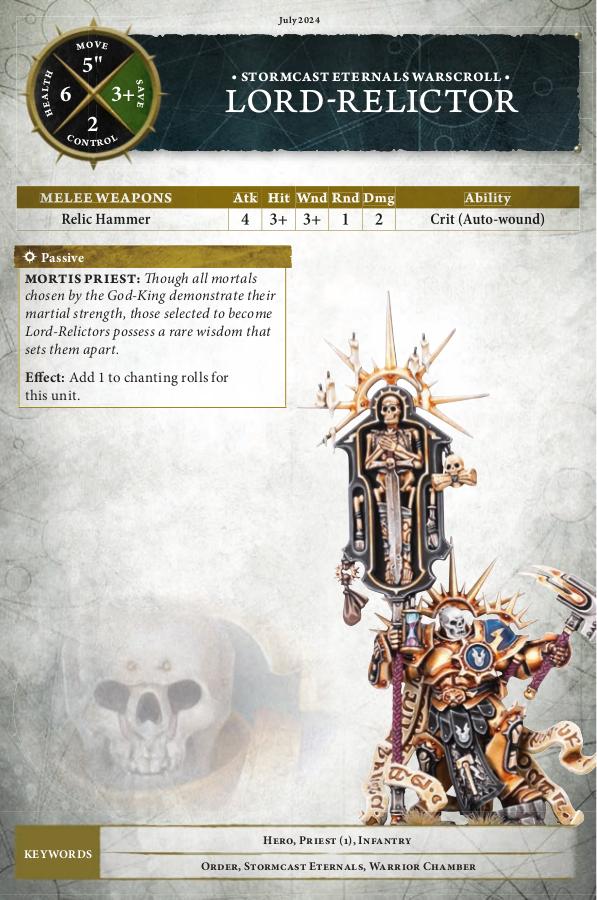 July 2024
MOVE
5"
HEALTH
6
3+
SAVE
2
CONTROL
• STORMCAST ETERNALS WARSCROLL •
LORD-RELICTOR
MELEE WEAPONS Atk Hit Wnd Rnd Dmg Ability
Relic Hammer 4 3+ 3+ 1 2 Crit (Auto-wound)
Passive
MORTIS PRIEST: Though all mortals
chosen by the God-King demonstrate their
martial strength, those selected to become
Lord-Relictors possess a rare wisdom that
sets them apart.
Effect: Add 1 to chanting rolls for
this unit.
KEYWORDS
HERO, PRIEST (1), INFANTRY
ORDER, STORMCAST ETERNALS, WARRIOR CHAMBER